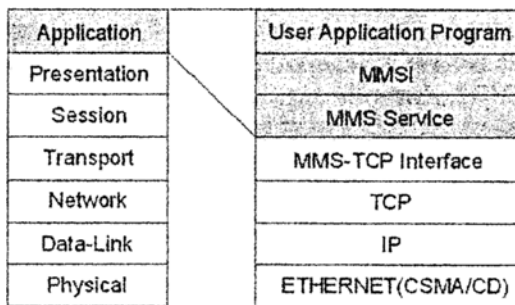 Application
Presentation
Session
Transport
Network
Data-Link
Physical
User Application Program
MMSI
MMS Service
MMS-TCP Interface
TCP
IP
ETHERNET(CSMA/CD)